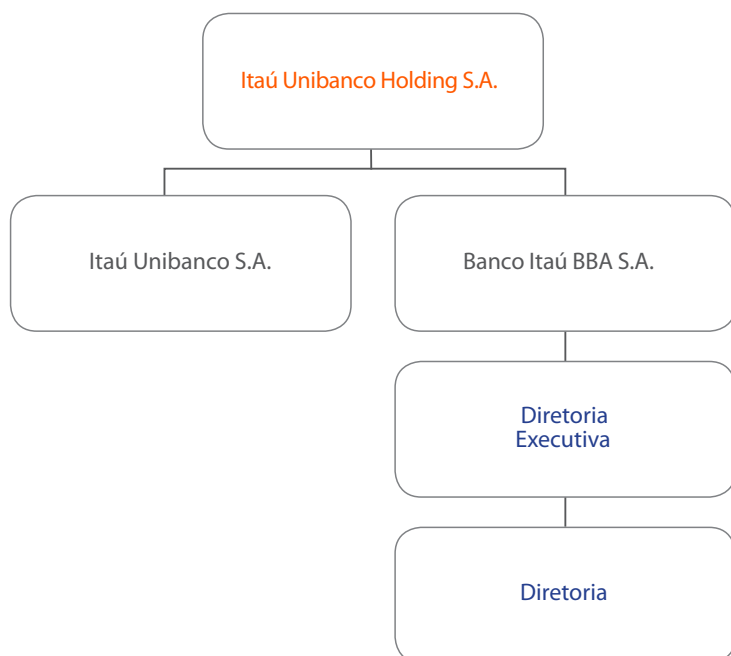 Itaú Unibanco Holding S.A.
Itaú Unibanco S.A.
Banco Itaú BBA S.A.
Diretoria
Executiva
Diretoria